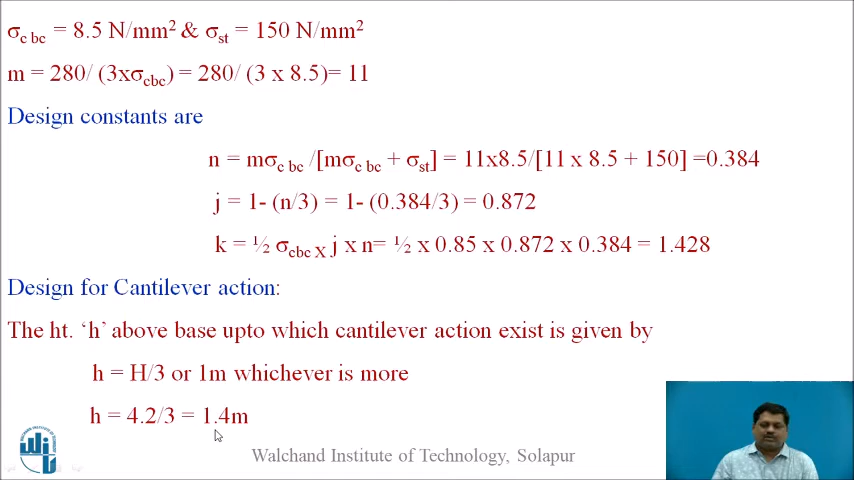 σc bc = 8.5 N/mm² & σst = 150 N/mm²
m = 280/ (3xσcbc) = 280/ (3 x 8.5)= 11
Design constants are
n = mσc bc /[mσc bc + σst] = 11x8.5/[11 x 8.5 + 150] =0.384
j = 1- (n/3) = 1- (0.384/3) = 0.872
k = ½ σcbc x j x n= ½ x 0.85 x 0.872 x 0.384 = 1.428
Design for Cantilever action:
The ht. ‘h’ above base upto which cantilever action exist is given by
h = H/3 or 1m whichever is more
h = 4.2/3 = 1.4m
Walchand Institute of Technology, Solapur